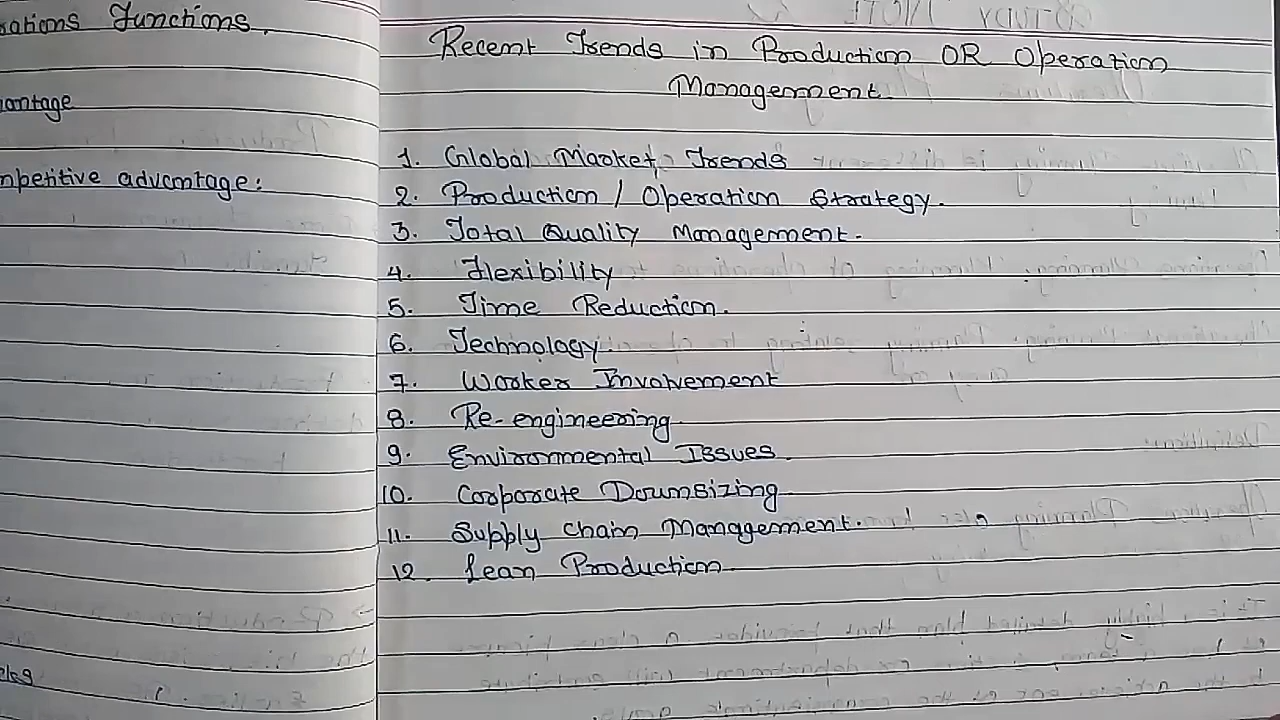 ations Functions.
antage
mpetitive advantage:
Recent Trends in Production OR Operation
Management
1. Global Market Trends
2. Production / Operation Strategy.
3. Total Quality Management.
4. Flexibility
5. Time Reduction.
6. Technology
7. Worker Involvement
8. Re-engineering
9. Environmental Issues.
10. Corporate Downsizing
11. Supply Chain Management.
12. Lean Production